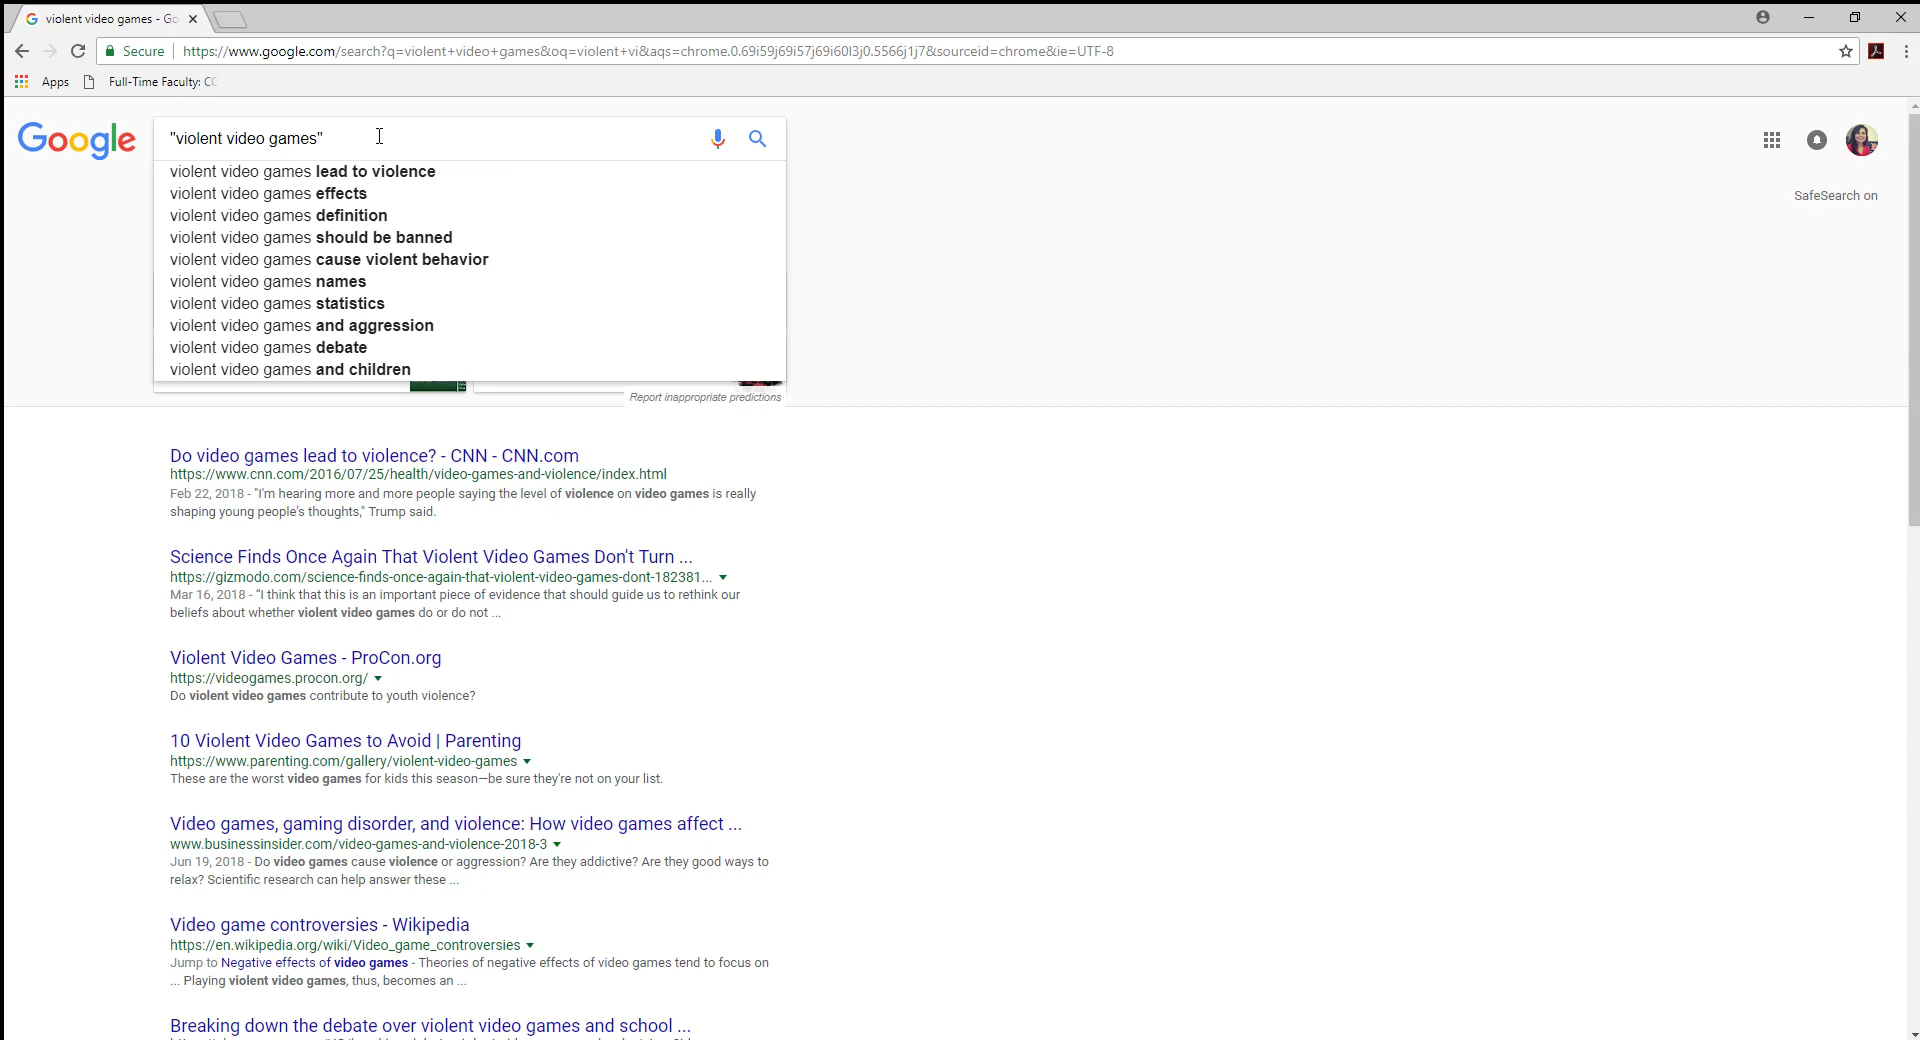 violent video games - Go
Secure https://www.google.com/search?q=violent+video+games&oq=violent+vi&aqs=chrome.0.69i59j69i57j69i60l3j0.5566j1j7&sourceid=chrome&ie=UTF-8
Apps Full-Time Faculty: CC
Google
"violent video games"
SafeSearch on
violent video games lead to violence
violent video games effects
violent video games definition
violent video games should be banned
violent video games cause violent behavior
violent video games names
violent video games statistics
violent video games and aggression
violent video games debate
violent video games and children
Report inappropriate predictions
Do video games lead to violence? - CNN - CNN.com
https://www.cnn.com/2016/07/25/health/video-games-and-violence/index.html
Feb 22, 2018 - "I'm hearing more and more people saying the level of violence on video games is really
shaping young people's thoughts," Trump said.
Science Finds Once Again That Violent Video Games Don't Turn ...
https://gizmodo.com/science-finds-once-again-that-violent-video-games-dont-182381...
Mar 16, 2018 - “I think that this is an important piece of evidence that should guide us to rethink our
beliefs about whether violent video games do or do not ...
Violent Video Games - ProCon.org
https://videogames.procon.org/
Do violent video games contribute to youth violence?
10 Violent Video Games to Avoid | Parenting
https://www.parenting.com/gallery/violent-video-games
These are the worst video games for kids this season—be sure they're not on your list.
Video games, gaming disorder, and violence: How video games affect ...
www.businessinsider.com/video-games-and-violence-2018-3
Jun 19, 2018 - Do video games cause violence or aggression? Are they addictive? Are they good ways to
relax? Scientific research can help answer these ...
Video game controversies - Wikipedia
https://en.wikipedia.org/wiki/Video_game_controversies
Jump to Negative effects of video games - Theories of negative effects of video games tend to focus on
... Playing violent video games, thus, becomes an ...
Breaking down the debate over violent video games and school ...